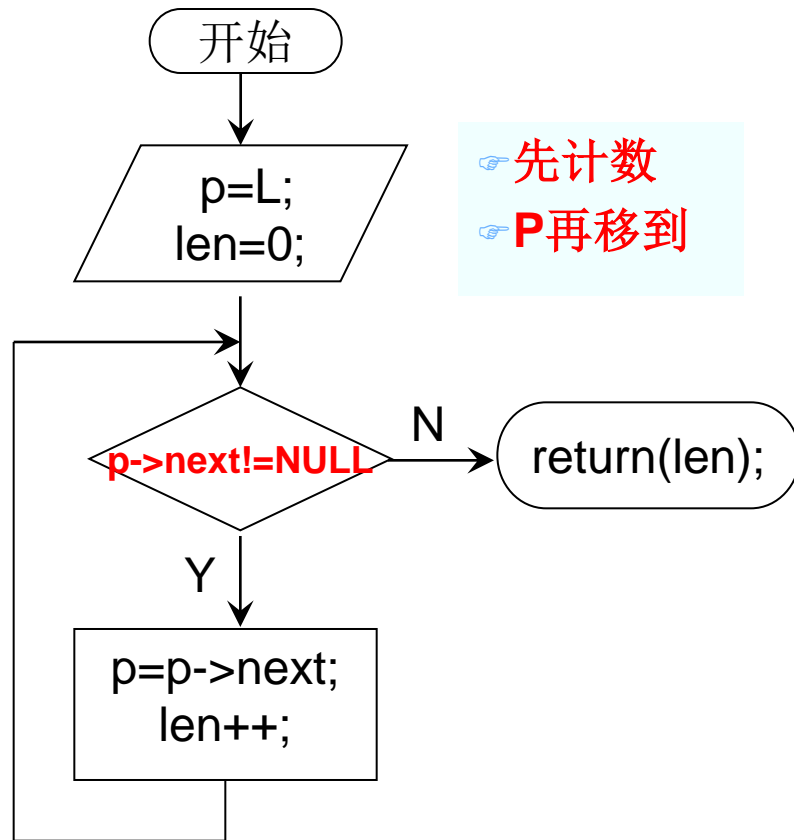 开始
p=L;
len=0;
☞先计数
☞P再移到
p->next!=NULL
N
return(len);
Y
p=p->next;
len++;